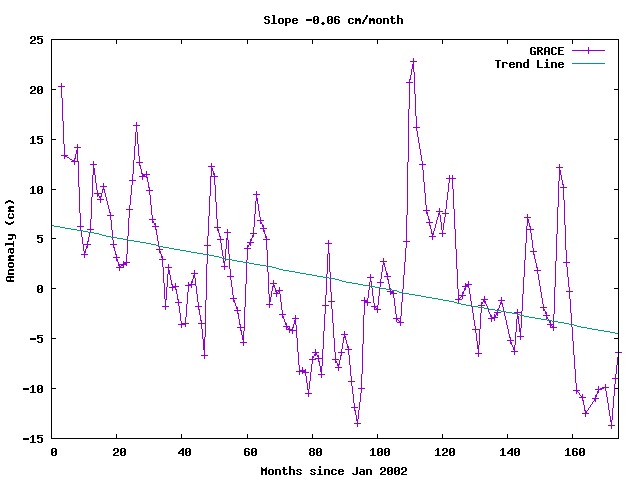 Slope -0.06 cm/month
GRACE
Trend Line
25
20
15
10
5
0
-5
-10
-15
Anomaly (cm)
0 20 40 60 80 100 120 140 160
Months since Jan 2002